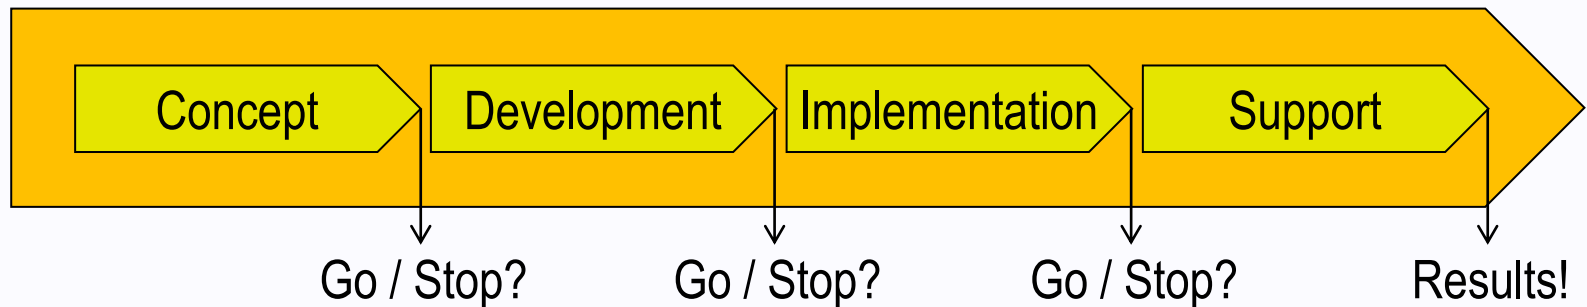 Concept Development Implementation Support
Go / Stop? Go / Stop? Go / Stop? Results!